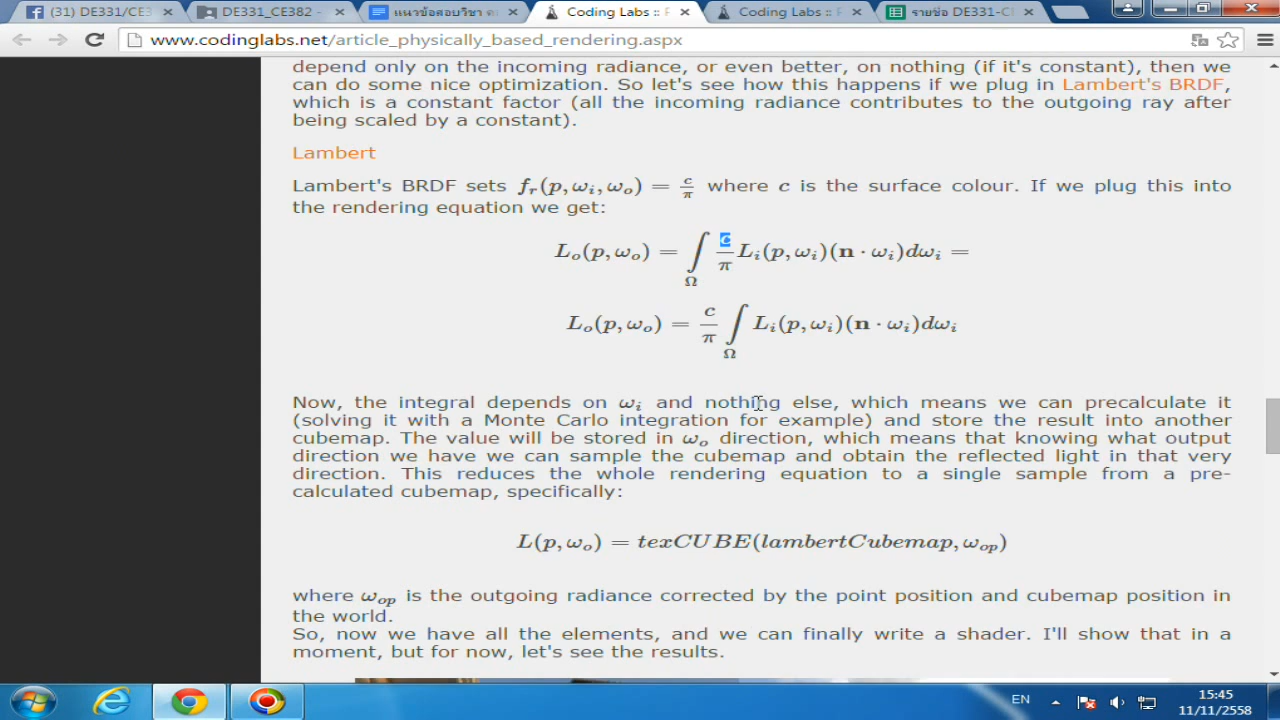 (31) DE331/CE3
DE331_CE382 -
แนวข้อสอบวิชา
Coding Labs :: P
Coding Labs :: P
รายชื่อ DE331-C
www.codinglabs.net/article_physically_based_rendering.aspx
depend only on the incoming radiance, or even better, on nothing (if it's constant), then we
can do some nice optimization. So let's see how this happens if we plug in Lambert's BRDF,
which is a constant factor (all the incoming radiance contributes to the outgoing ray after
being scaled by a constant).
Lambert
Lambert's BRDF sets fᵣ(p, ωᵢ, ωₒ) = c/π where c is the surface colour. If we plug this into
the rendering equation we get:
Lₒ(p, ωₒ) = ∫Ω c/π Lᵢ(p, ωᵢ)(n · ωᵢ)dωᵢ =
Lₒ(p, ωₒ) = c/π ∫Ω Lᵢ(p, ωᵢ)(n · ωᵢ)dωᵢ
Now, the integral depends on ωᵢ and nothing else, which means we can precalculate it
(solving it with a Monte Carlo integration for example) and store the result into another
cubemap. The value will be stored in ωₒ direction, which means that knowing what output
direction we have we can sample the cubemap and obtain the reflected light in that very
direction. This reduces the whole rendering equation to a single sample from a pre-
calculated cubemap, specifically:
L(p, ωₒ) = texCUBE(lambertCubemap, ωₒₚ)
where ωₒₚ is the outgoing radiance corrected by the point position and cubemap position in
the world.
So, now we have all the elements, and we can finally write a shader. I'll show that in a
moment, but for now, let's see the results.
EN
15:45
11/11/2558